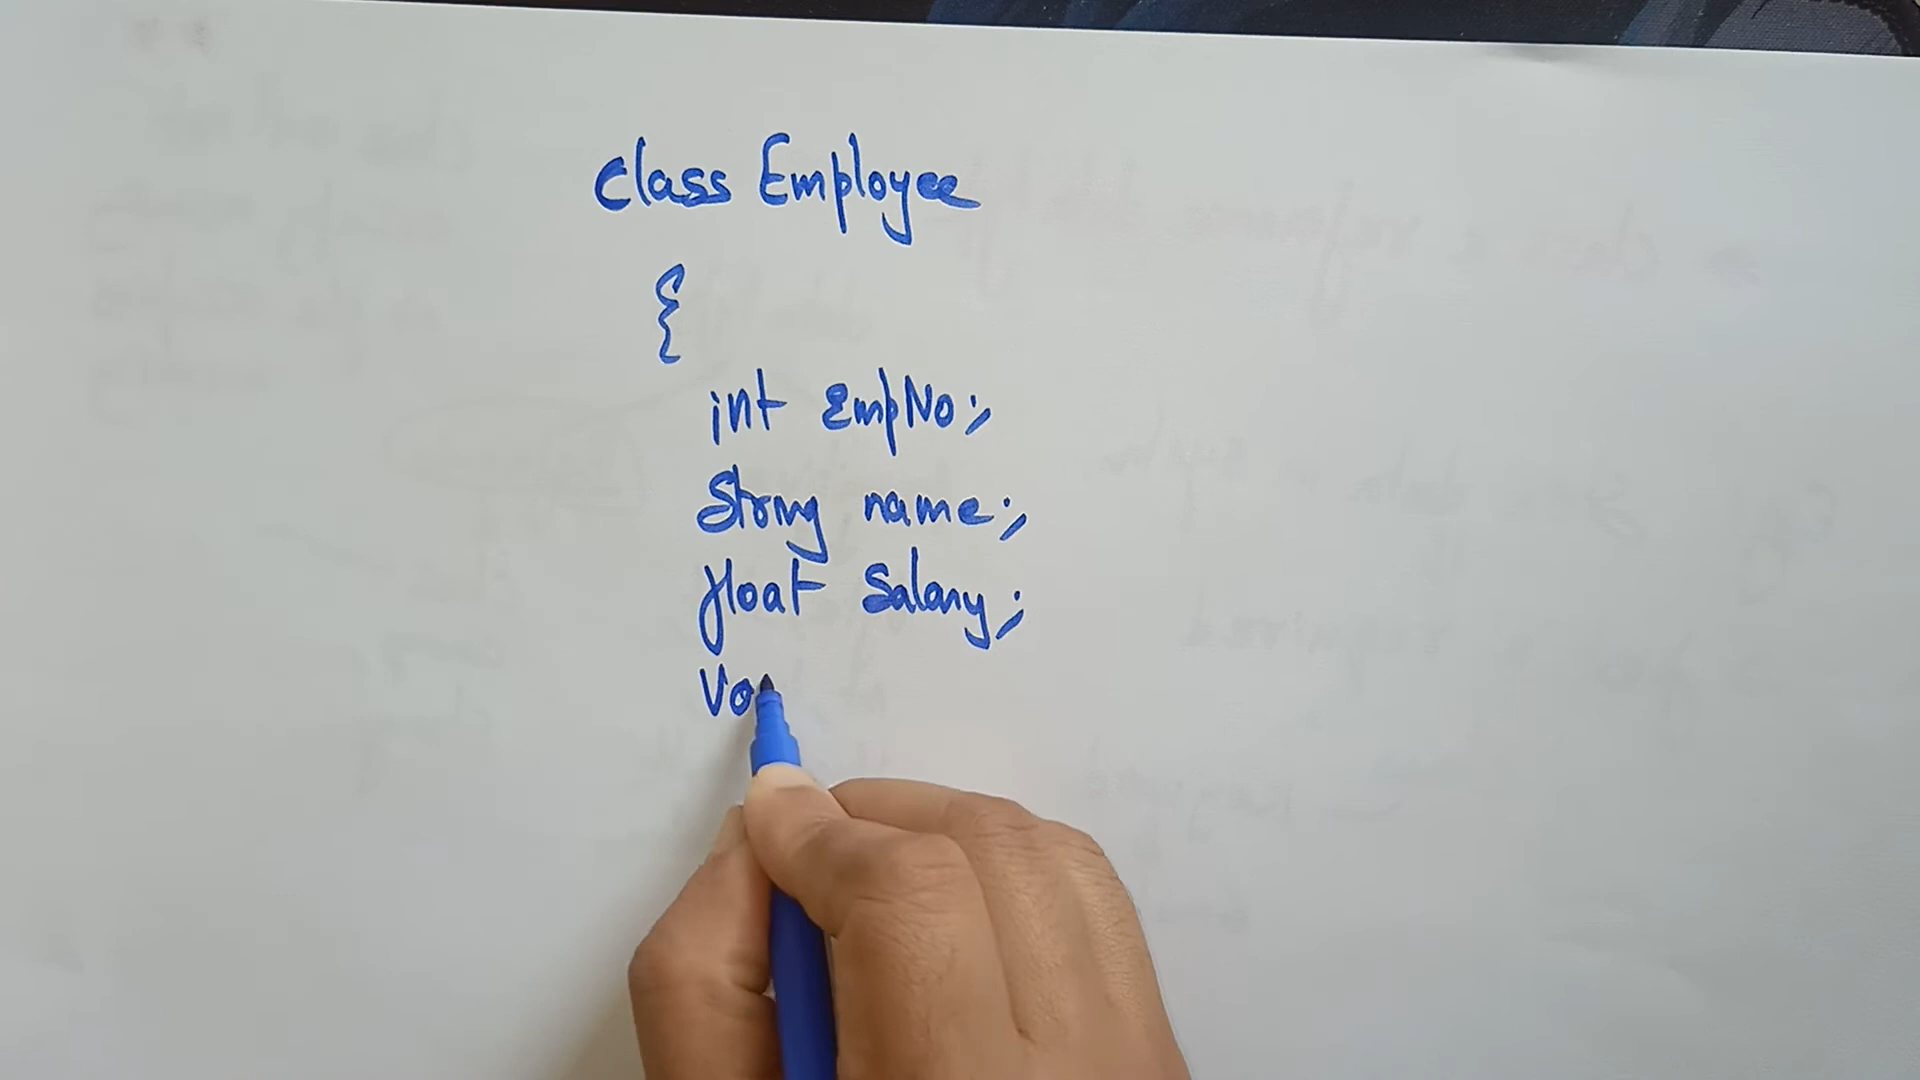 class Employee
{
int EmpNo;
String name;
float Salary;
Vo